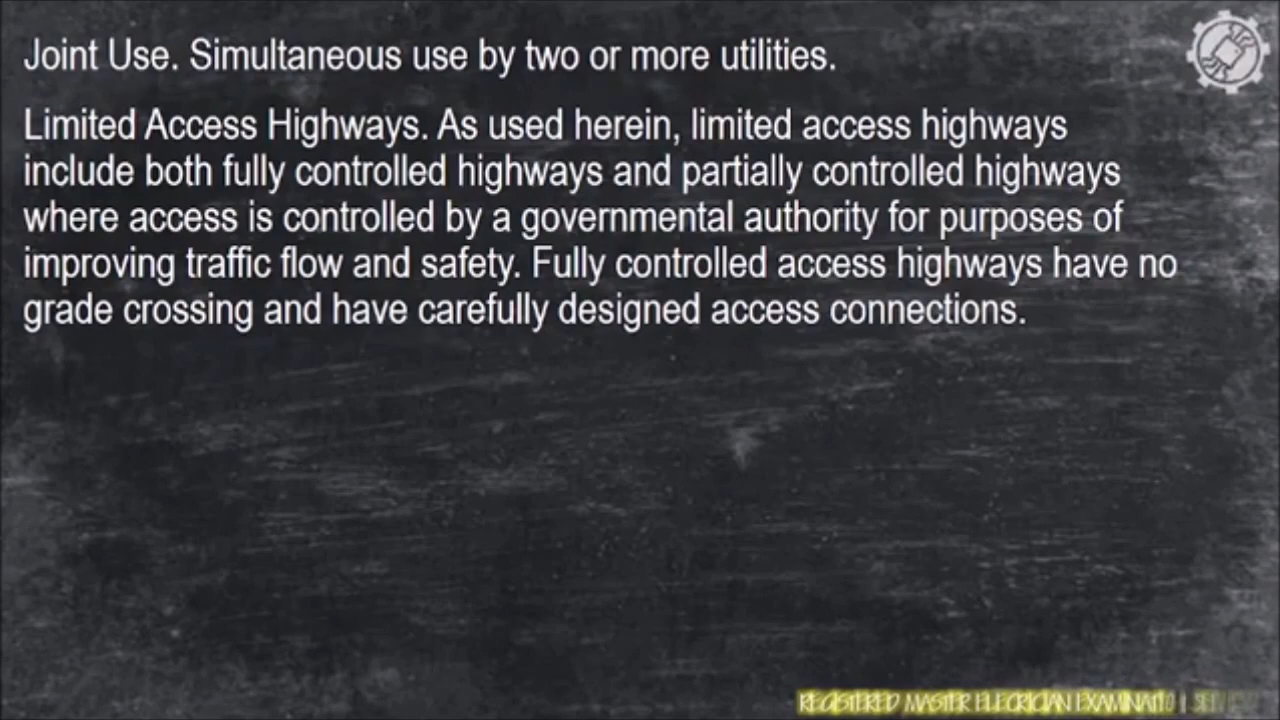 Joint Use. Simultaneous use by two or more utilities.
Limited Access Highways. As used herein, limited access highways
include both fully controlled highways and partially controlled highways
where access is controlled by a governmental authority for purposes of
improving traffic flow and safety. Fully controlled access highways have no
grade crossing and have carefully designed access connections.
REGISTERED MASTER ELECRICIAN EXAMINATIO